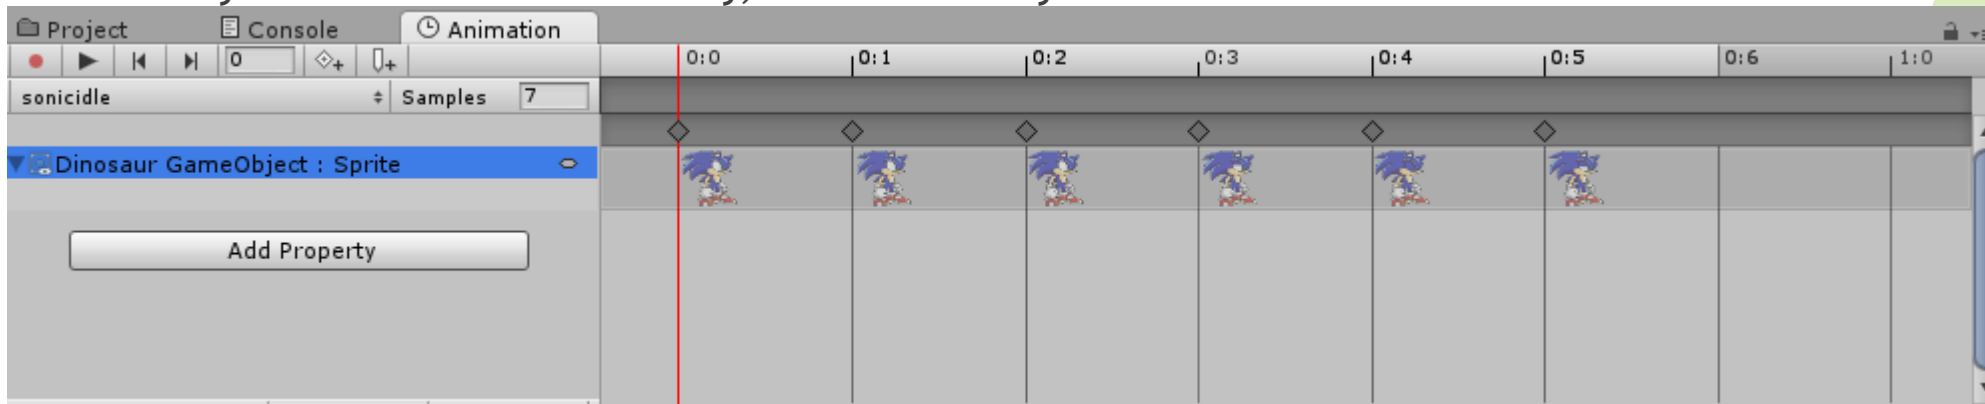 Project Console Animation
0 0:0 0:1 0:2 0:3 0:4 0:5 0:6 1:0
sonicidle Samples 7
Dinosaur GameObject : Sprite
Add Property